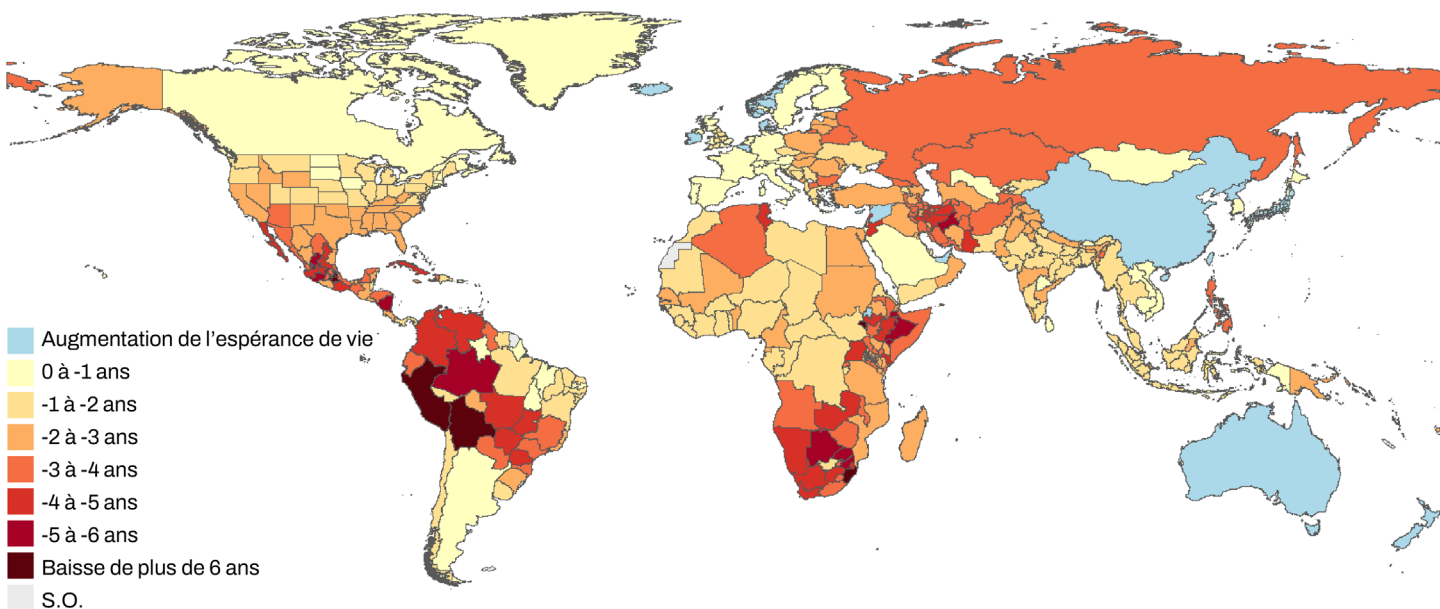 Augmentation de l’espérance de vie
0 à -1 ans
-1 à -2 ans
-2 à -3 ans
-3 à -4 ans
-4 à -5 ans
-5 à -6 ans
Baisse de plus de 6 ans
S.O.